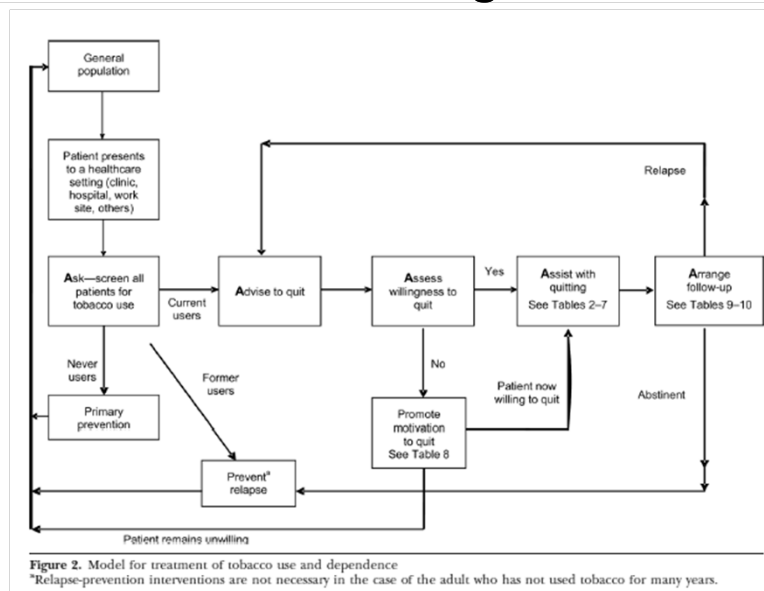 General
population
Patient presents
to a healthcare
setting (clinic,
hospital, work
site, others)
Ask—screen all
patients for
tobacco use
Current
users
Advise to quit
Assess
willingness to
quit
Yes
Assist with
quitting
See Tables 2–7
Arrange
follow-up
See Tables 9–10
Relapse
Never
users
Former
users
No
Patient now
willing to quit
Abstinent
Primary
prevention
Promote
motivation
to quit
See Table 8
Preventª
relapse
Patient remains unwilling
Figure 2. Model for treatment of tobacco use and dependence
ªRelapse-prevention interventions are not necessary in the case of the adult who has not used tobacco for many years.